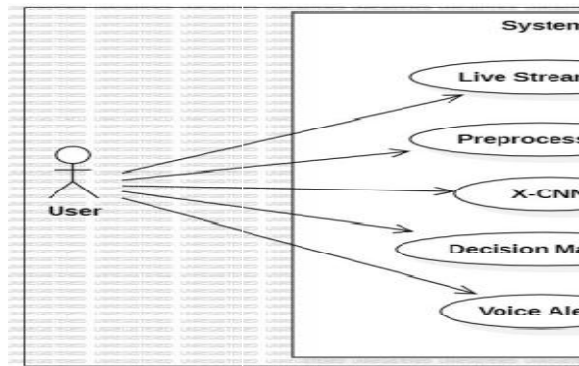 System
Live Strea
Preprocess
X-CNN
User
Decision Ma
Voice Ale